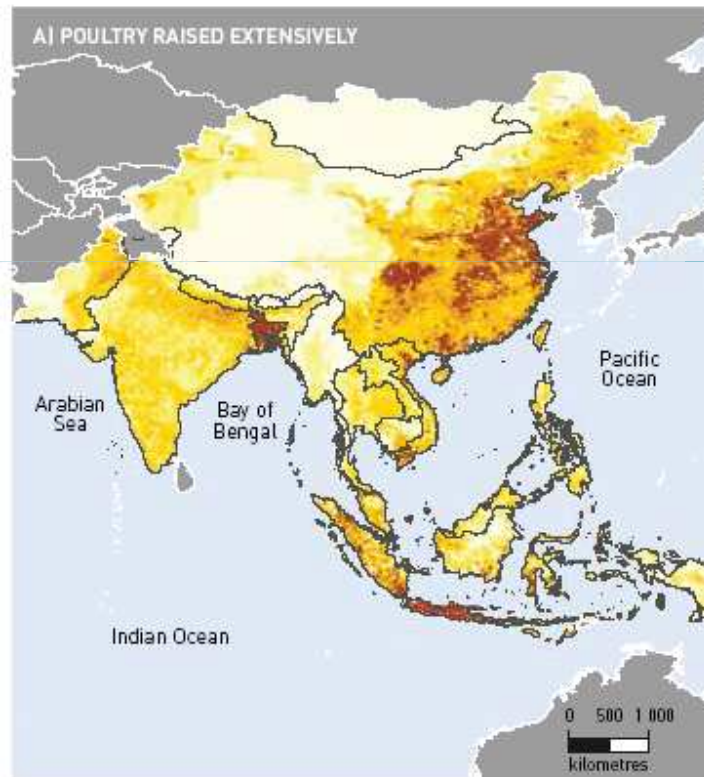 A) POULTRY RAISED EXTENSIVELY
Pacific
Ocean
Arabian
Sea
Bay of
Bengal
Indian Ocean
0 500 1 000
kilometres